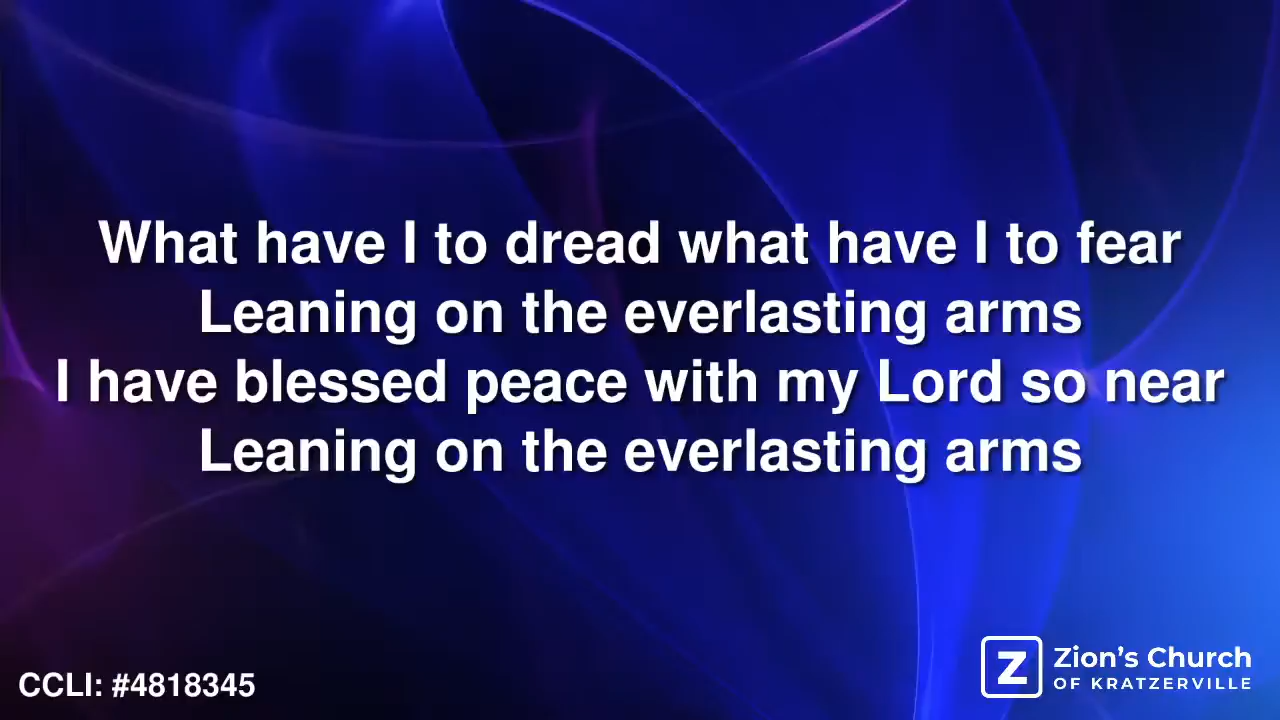 What have I to dread what have I to fear
Leaning on the everlasting arms
I have blessed peace with my Lord so near
Leaning on the everlasting arms
CCLI: #4818345
Z
Zion's Church
OF KRATZERVILLE